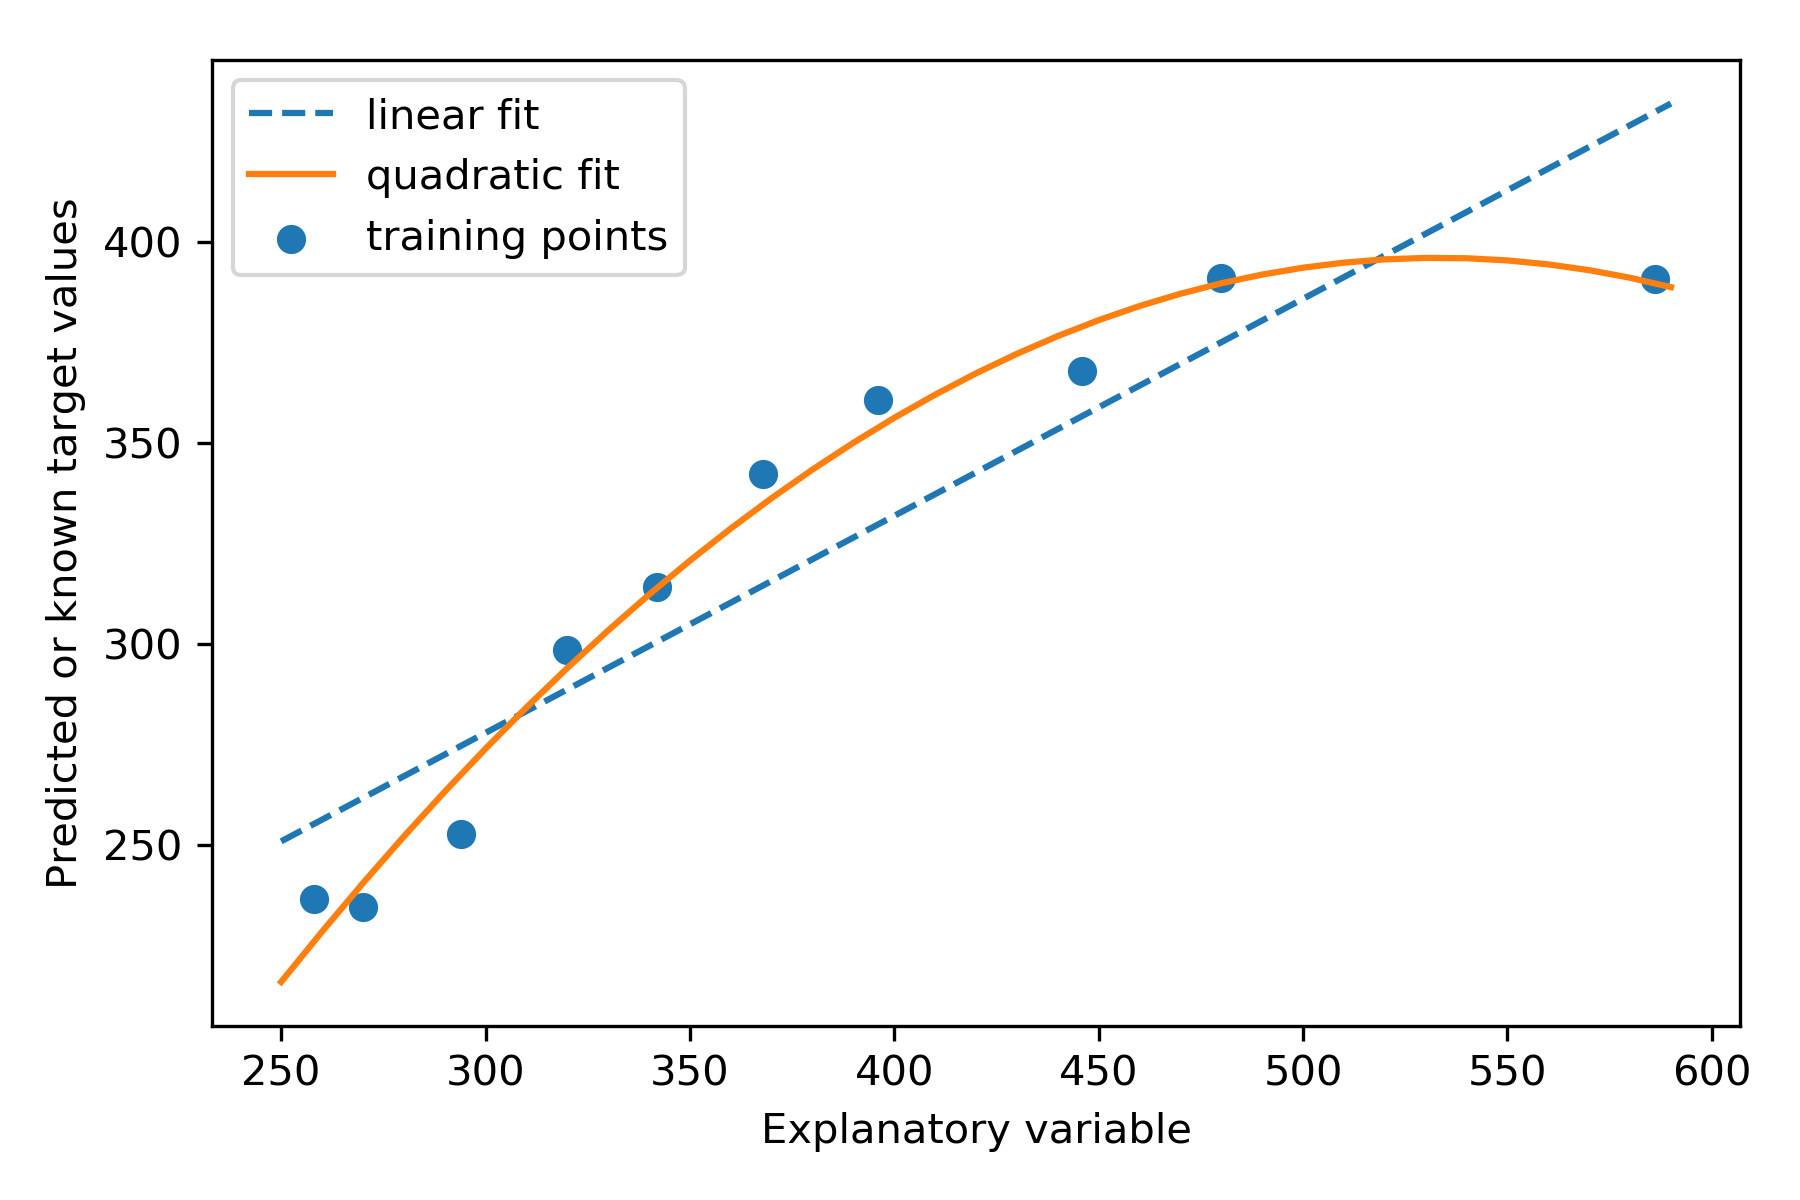 linear fit
quadratic fit
training points
Predicted or known target values
400
350
300
250
250 300 350 400 450 500 550 600
Explanatory variable